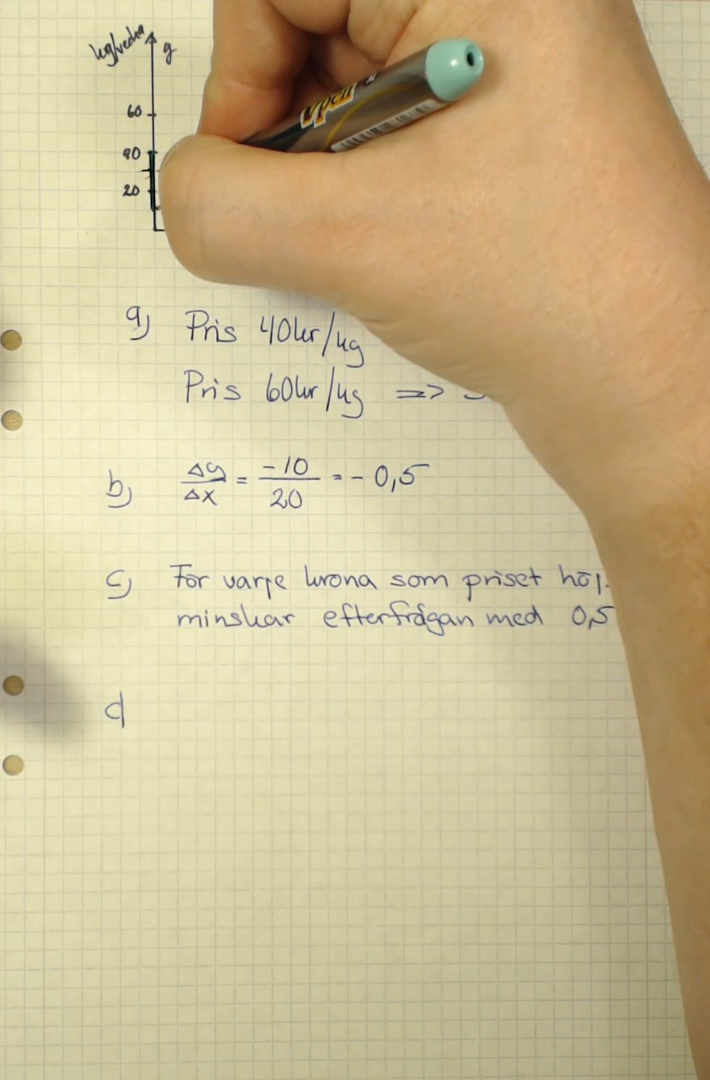 kg/vecka
y
60
40
20
a) Pris 40kr/kg
Pris 60kr/kg =>
b) Δy/Δx = -10/20 = -0,5
c) För varje krona som priset höj
minskar efterfrågan med 0,5
d